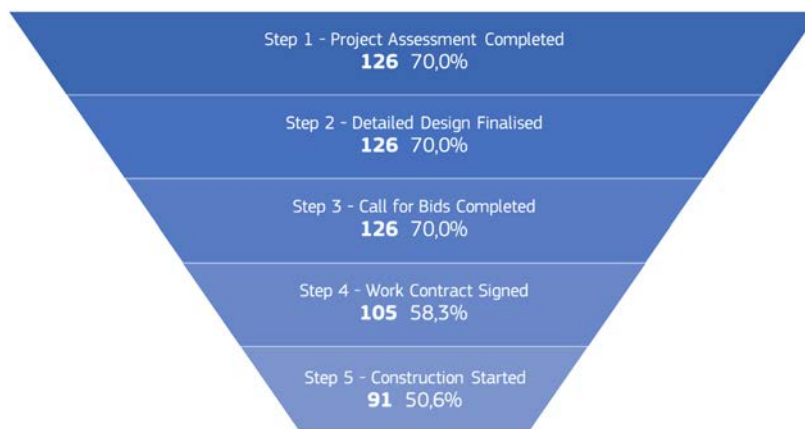 Step 1 - Project Assessment Completed
126 70,0%
Step 2 - Detailed Design Finalised
126 70,0%
Step 3 - Call for Bids Completed
126 70,0%
Step 4 - Work Contract Signed
105 58,3%
Step 5 - Construction Started
91 50,6%